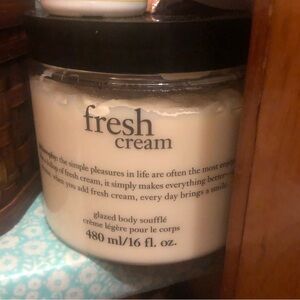 fresh
cream
the simple pleasures in life are often the most
of fresh cream, it simply makes everything better
when you add fresh cream, every day brings a smile
glazed body soufflé
crème légère pour le corps
480 ml/16 fl. oz.